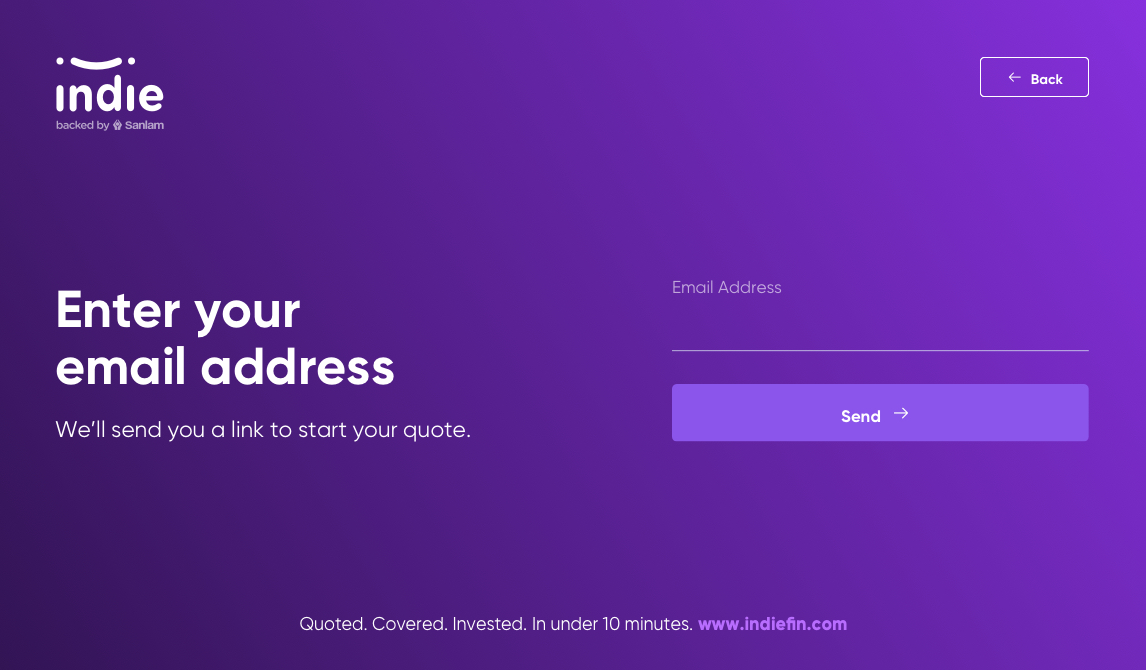 indie
backed by Sanlam
Back
Enter your
email address
We’ll send you a link to start your quote.
Email Address
Send
Quoted. Covered. Invested. In under 10 minutes. www.indiefin.com